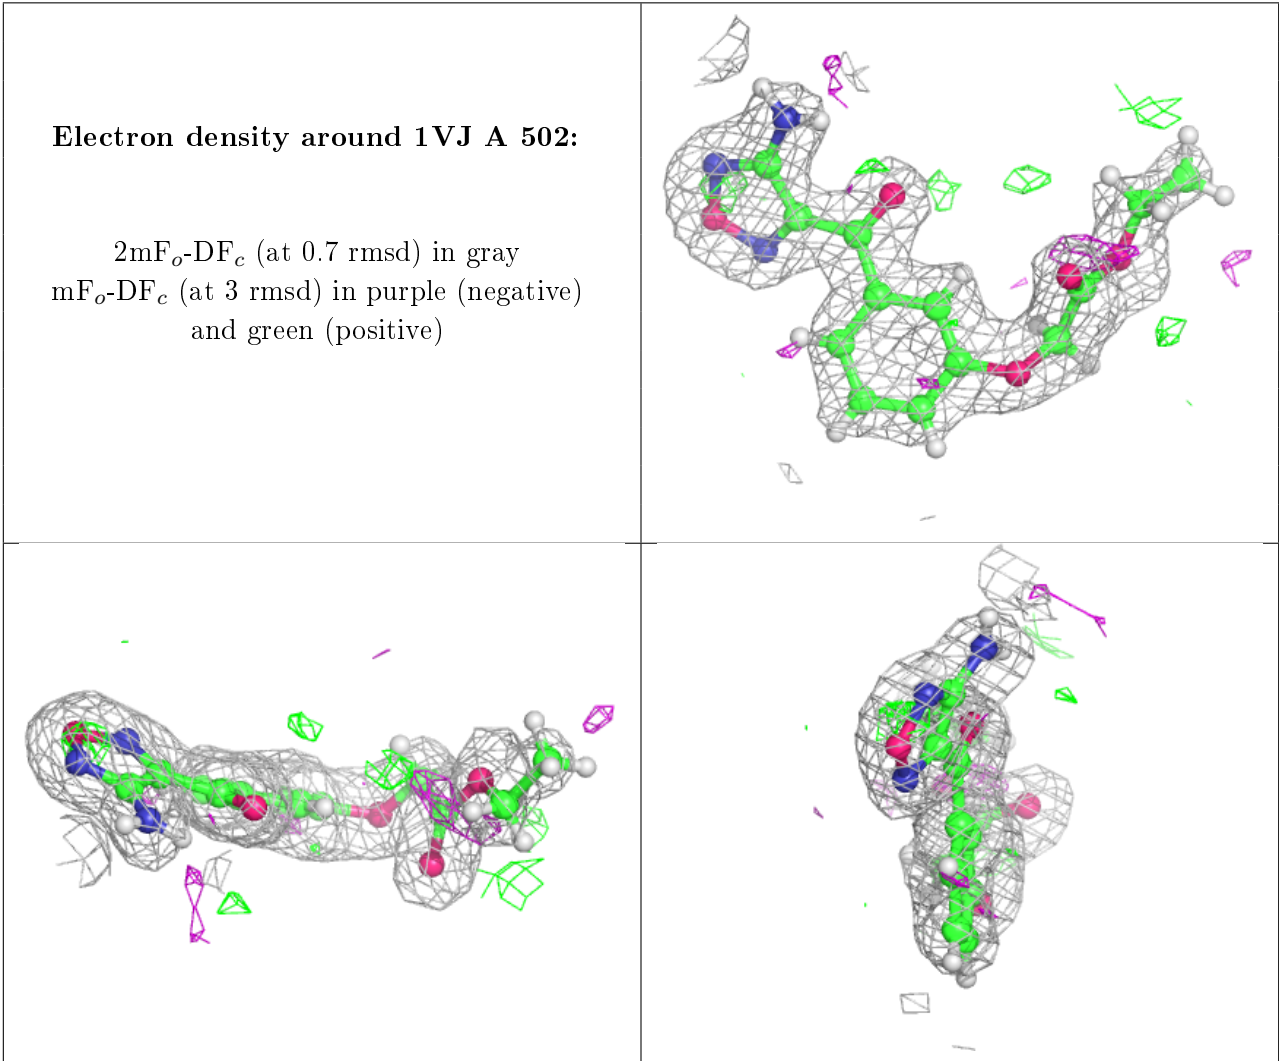 Electron density around 1VJ A 502:
2mFo-DFc (at 0.7 rmsd) in gray
mFo-DFc (at 3 rmsd) in purple (negative)
and green (positive)